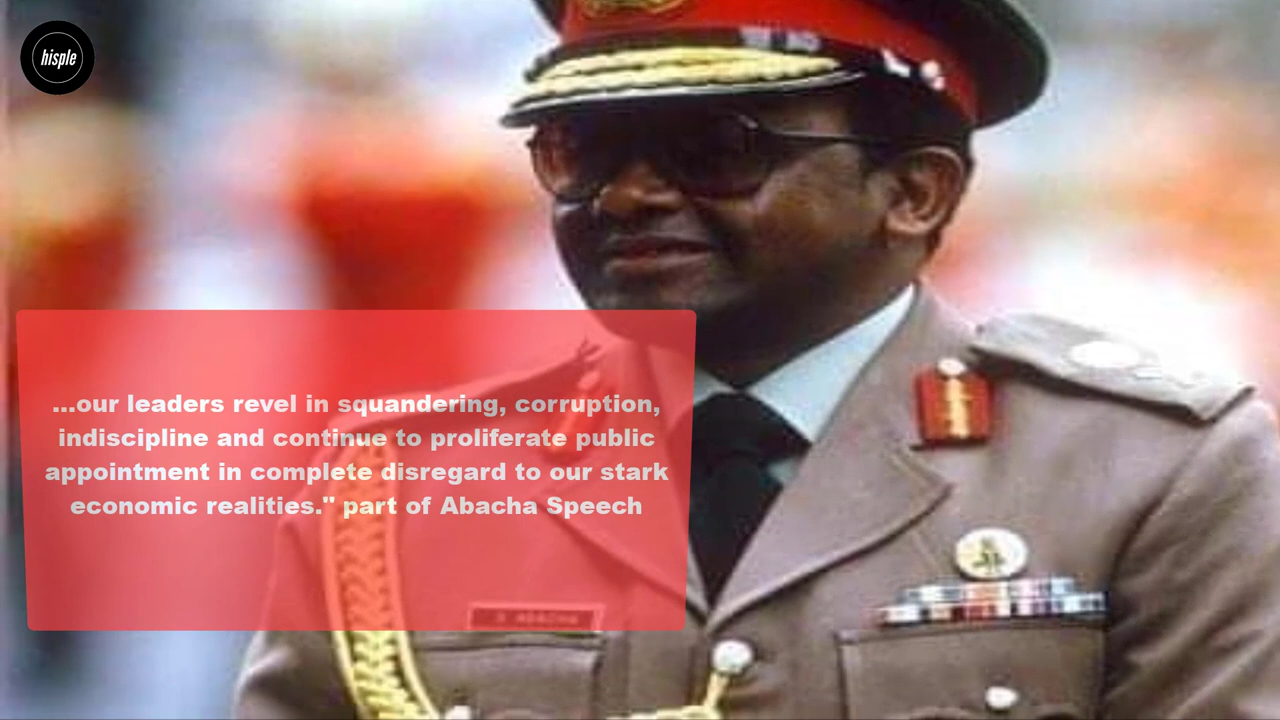 hisple
...our leaders revel in squandering, corruption,
indiscipline and continue to proliferate public
appointment in complete disregard to our stark
economic realities." part of Abacha Speech